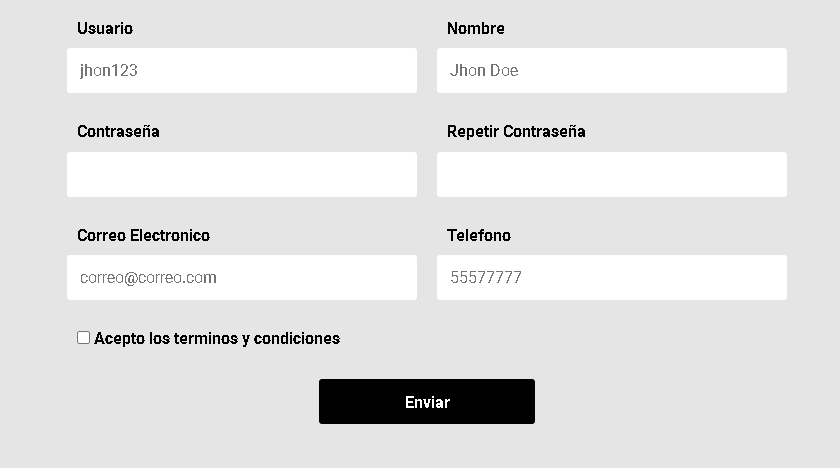 Usuario
Nombre
jhon123
Jhon Doe
Contraseña
Repetir Contraseña
Correo Electronico
Telefono
correo@correo.com
55577777
Acepto los terminos y condiciones
Enviar